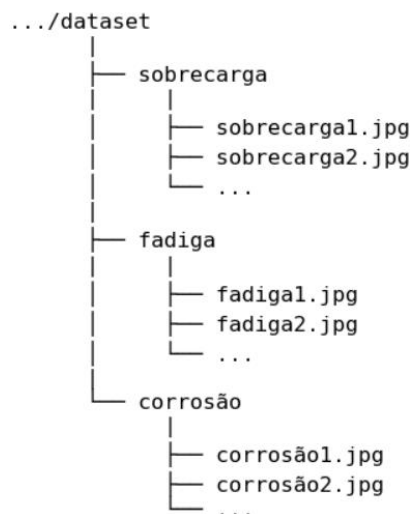 .../dataset
sobrecarga
sobrecarga1.jpg
sobrecarga2.jpg
...
fadiga
fadiga1.jpg
fadiga2.jpg
...
corrosão
corrosão1.jpg
corrosão2.jpg
...